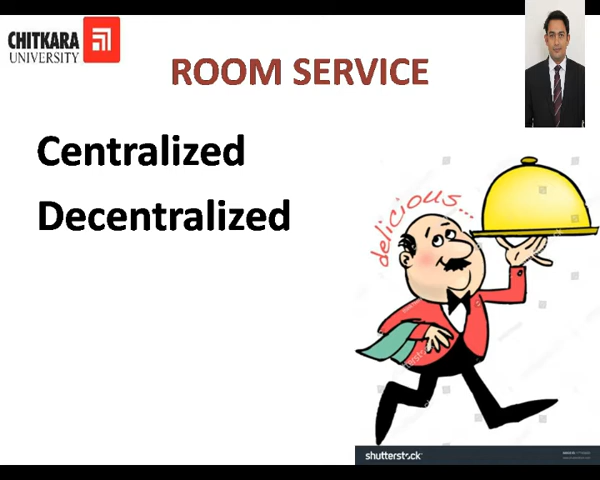 CHITKARA
UNIVERSITY
ROOM SERVICE
Centralized
Decentralized
delicious...
shutterstock